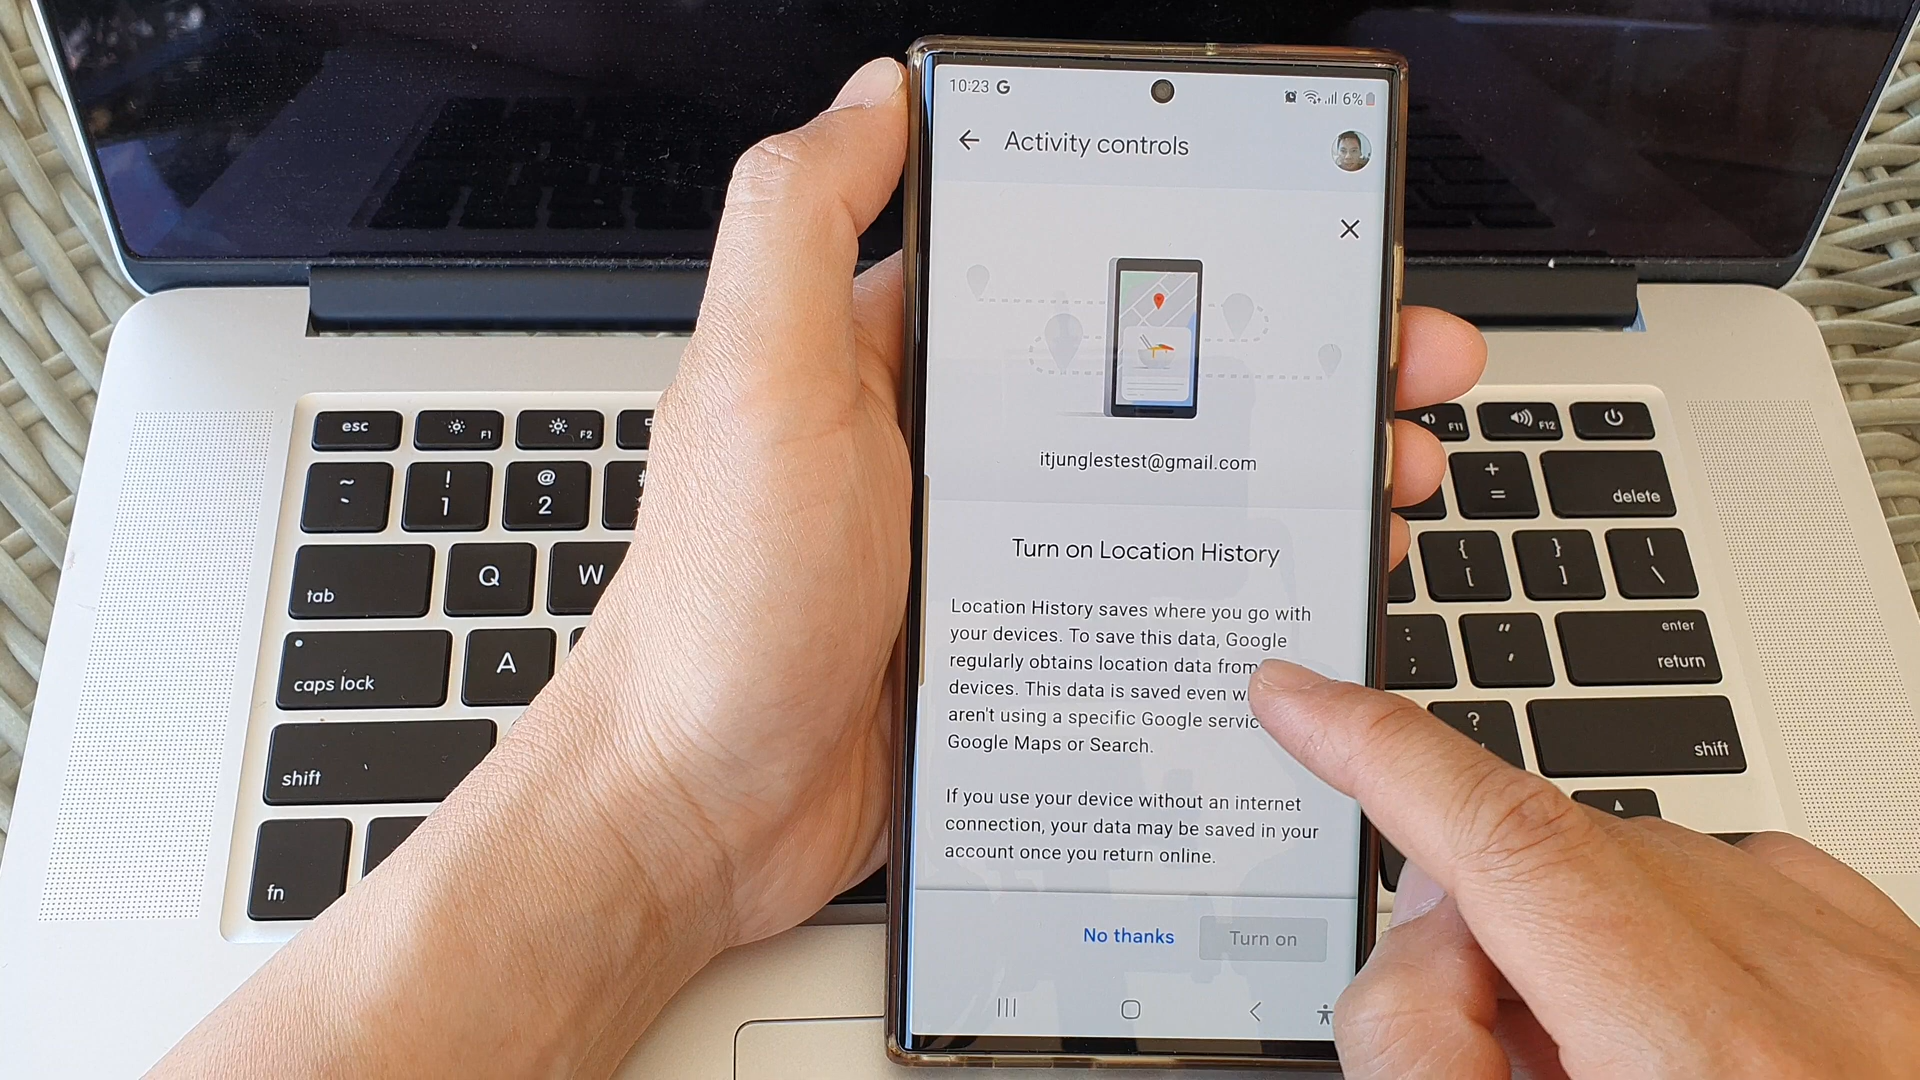 10:23 G 6%
Activity controls
itjunglestest@gmail.com
Turn on Location History
Location History saves where you go with
your devices. To save this data, Google
regularly obtains location data from
devices. This data is saved even
aren't using a specific Google
Google Maps or Search.
If you use your device without an internet
connection, your data may be saved in your
account once you return online.
No thanks Turn on
esc F1 F2 F11 F12
~ ` ! 1 @ 2 + = delete
tab Q W { [ } ] | \
caps lock A : ; " ' enter return
shift ? shift
fn